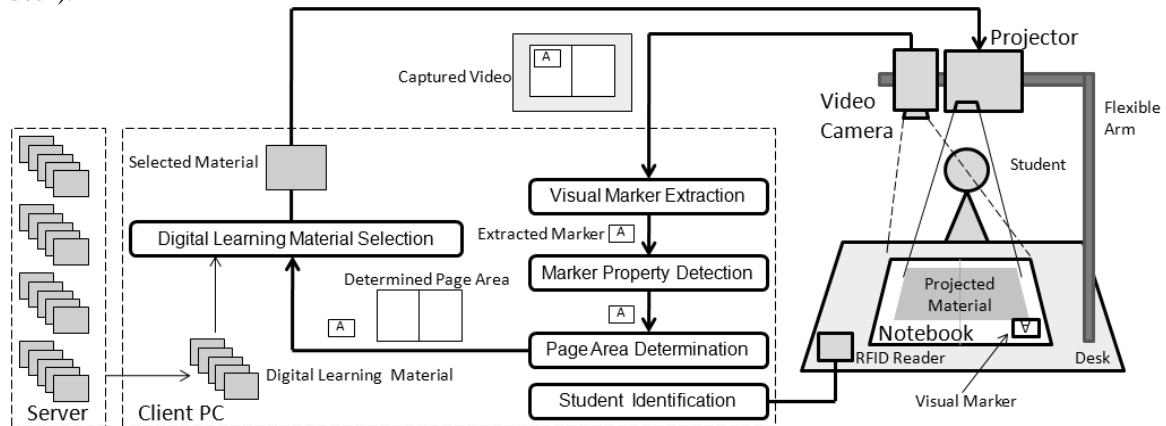 desk).
Projector
Captured Video
A
Video
Camera
Flexible
Arm
Student
Selected Material
Visual Marker Extraction
Digital Learning Material Selection
Extracted Marker
A
Marker Property Detection
Determined Page Area
A
A
Page Area Determination
Projected
Material
Notebook
A
RFID Reader
Desk
Digital Learning Material
Student Identification
Visual Marker
Server
Client PC